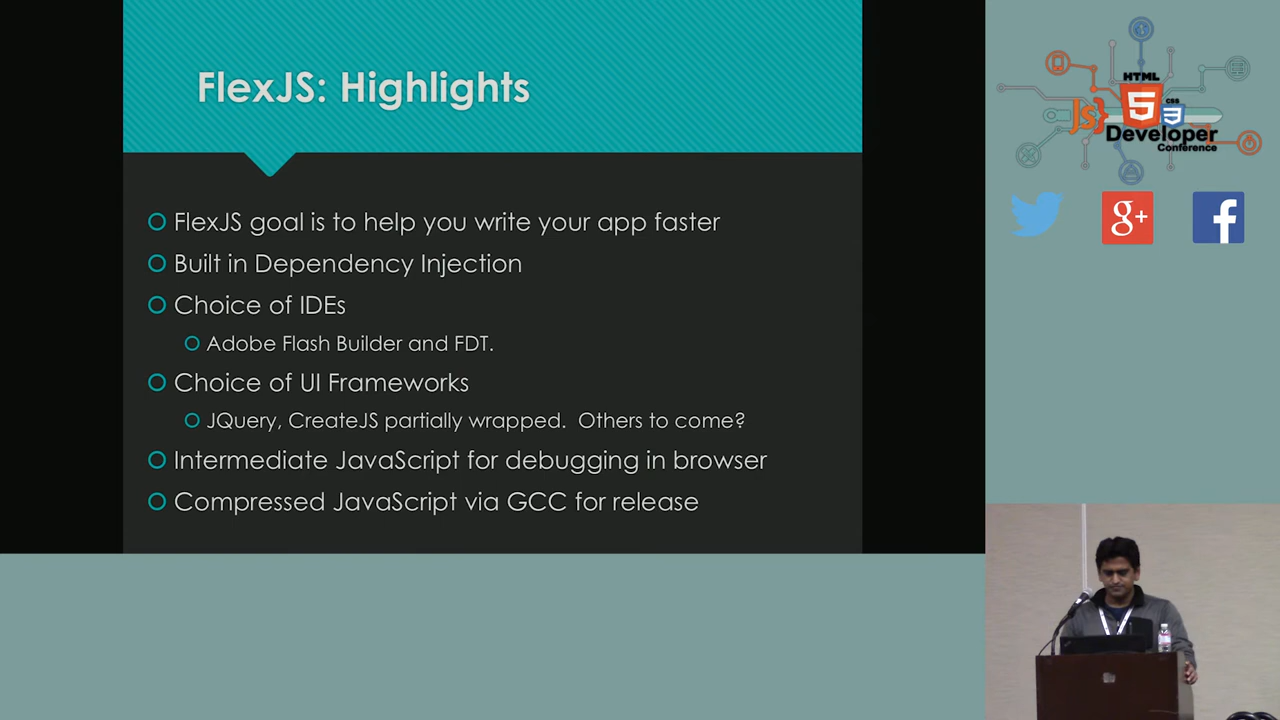 FlexJS: Highlights
FlexJS goal is to help you write your app faster
Built in Dependency Injection
Choice of IDEs
Adobe Flash Builder and FDT.
Choice of UI Frameworks
JQuery, CreateJS partially wrapped.  Others to come?
Intermediate JavaScript for debugging in browser
Compressed JavaScript via GCC for release
HTML
5
css
3
JS}
Developer
Conference
g+
f